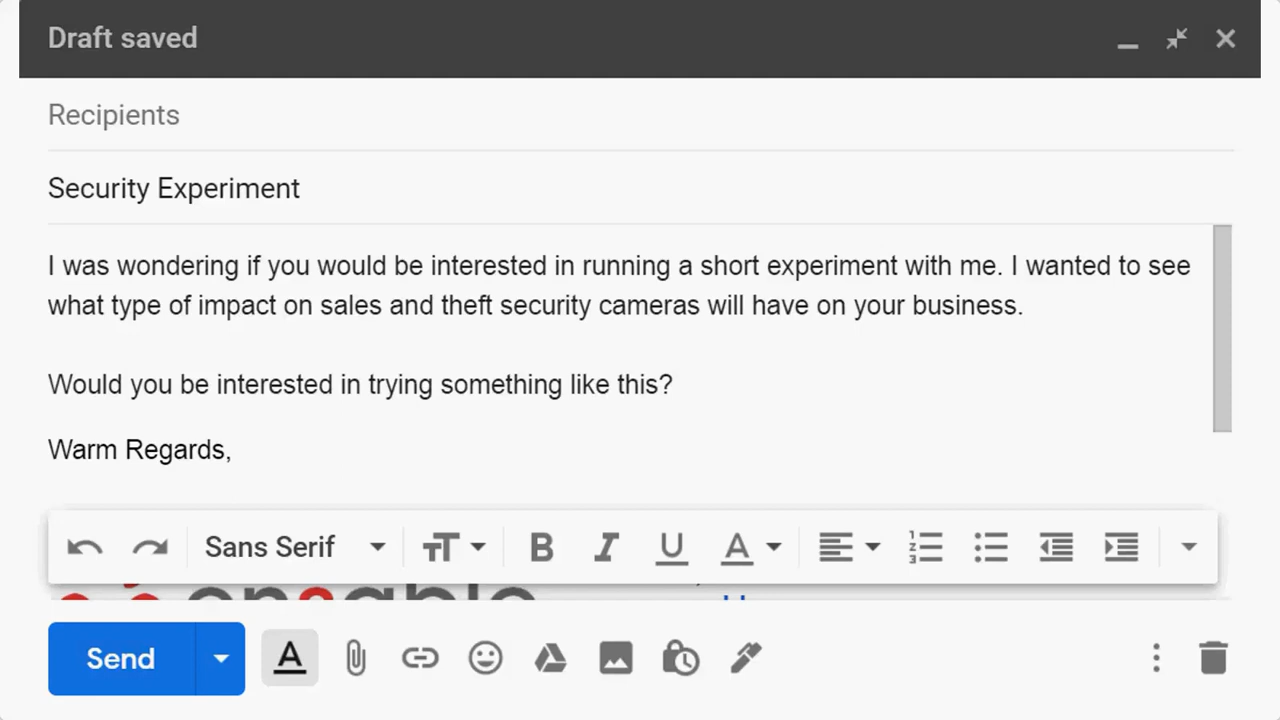 Draft saved
Recipients
Security Experiment
I was wondering if you would be interested in running a short experiment with me. I wanted to see
what type of impact on sales and theft security cameras will have on your business.
Would you be interested in trying something like this?
Warm Regards,
Sans Serif
Send